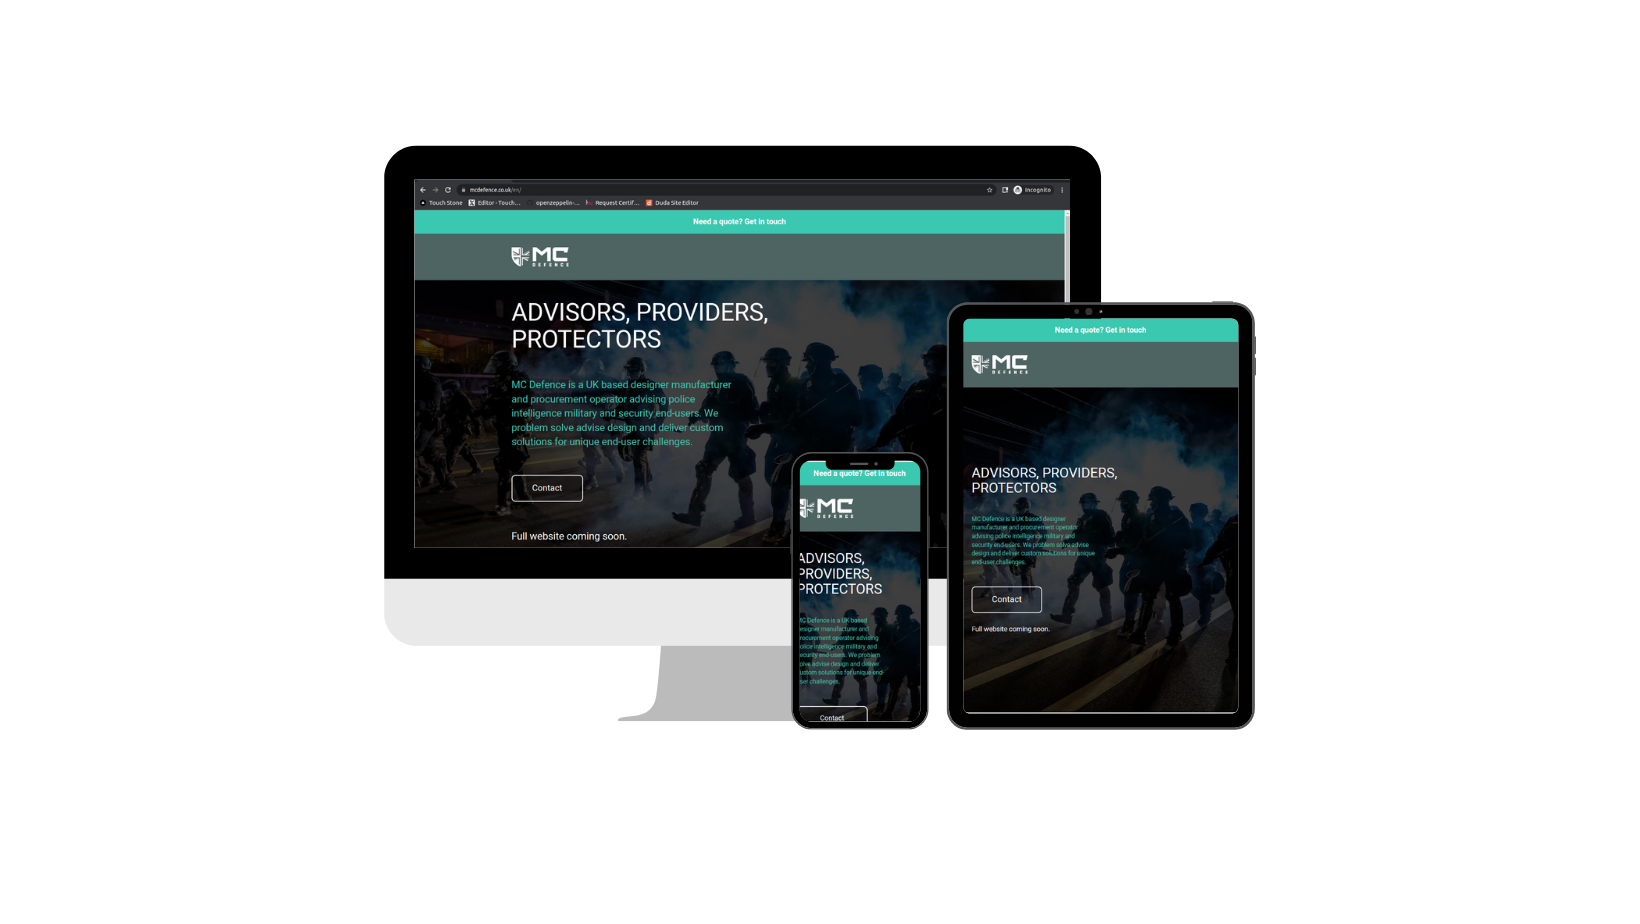 mcdefence.co.uk/en/
Incognito
Touch Stone
Editor - Touch...
openzeppelin-...
Request Certif...
Duda Site Editor
Need a quote? Get in touch
MC
DEFENCE
ADVISORS, PROVIDERS,
PROTECTORS
MC Defence is a UK based designer manufacturer
and procurement operator advising police
intelligence military and security end-users. We
problem solve advise design and deliver custom
solutions for unique end-user challenges.
Contact
Full website coming soon.
Need a quote? Get in touch
MC
DEFENCE
ADVISORS,
PROVIDERS,
PROTECTORS
MC Defence is a UK based
esigner manufacturer and
rocurement operator advising
olice intelligence military and
ecurity end-users. We problem
olve advise design and deliver
ustom solutions for unique end-
ser challenges.
Contact
Need a quote? Get in touch
MC
DEFENCE
ADVISORS, PROVIDERS,
PROTECTORS
MC Defence is a UK based designer
manufacturer and procurement operator
advising police intelligence military and
security end-users. We problem solve advise
design and deliver custom solutions for unique
end-user challenges.
Contact
Full website coming soon.